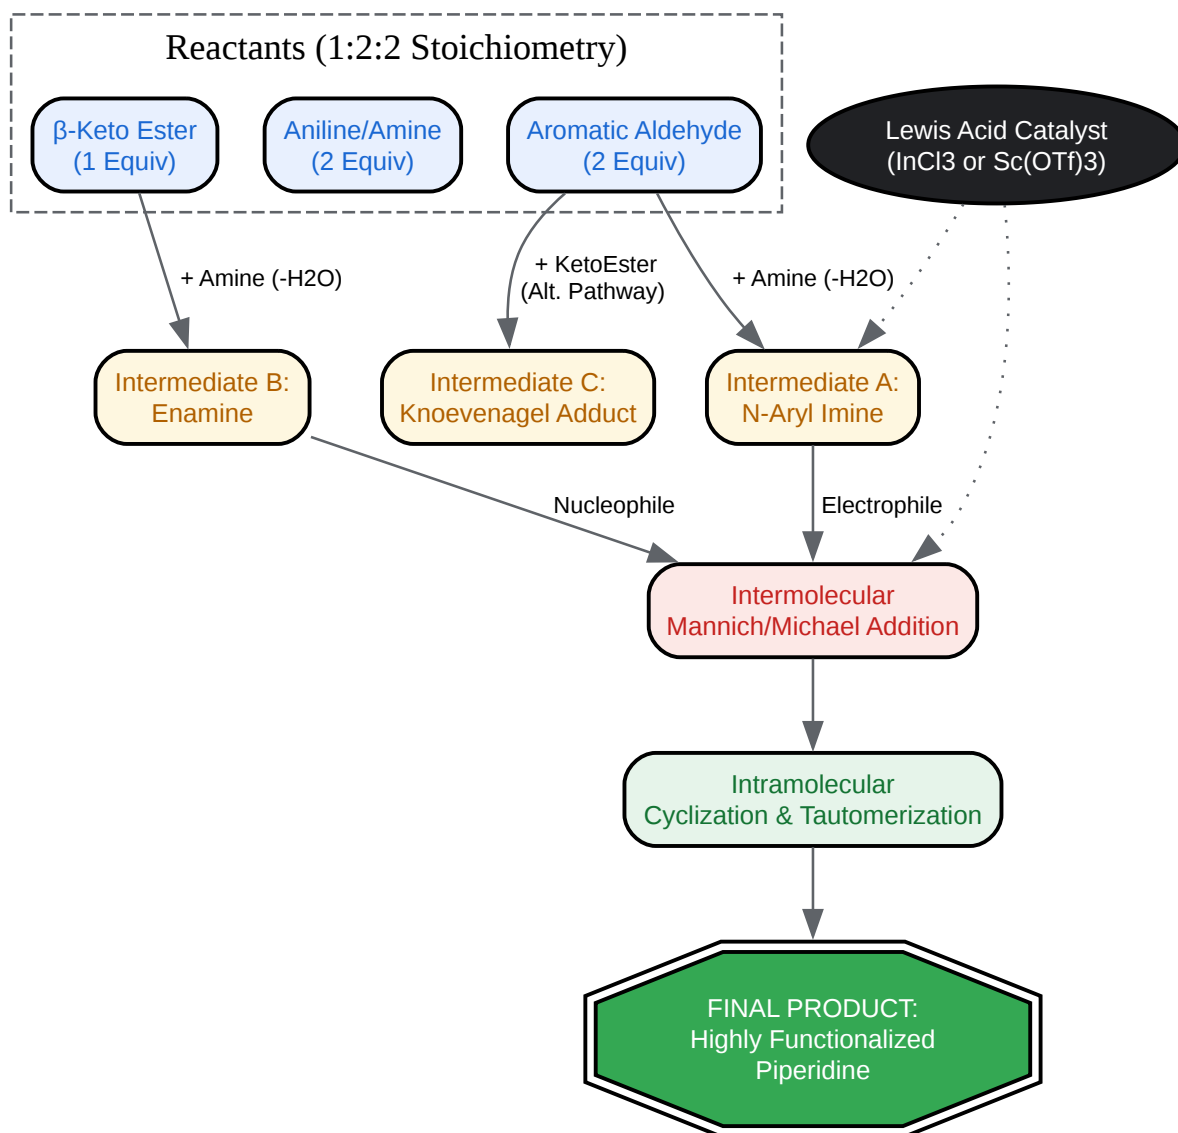 Reactants (1:2:2 Stoichiometry)
β-Keto Ester
(1 Equiv)
Aniline/Amine
(2 Equiv)
Aromatic Aldehyde
(2 Equiv)
Lewis Acid Catalyst
(InCl3 or Sc(OTf)3)
+ Amine (-H2O)
+ KetoEster
(Alt. Pathway)
+ Amine (-H2O)
Intermediate B:
Enamine
Intermediate C:
Knoevenagel Adduct
Intermediate A:
N-Aryl Imine
Nucleophile
Electrophile
Intermolecular
Mannich/Michael Addition
Intramolecular
Cyclization & Tautomerization
FINAL PRODUCT:
Highly Functionalized
Piperidine